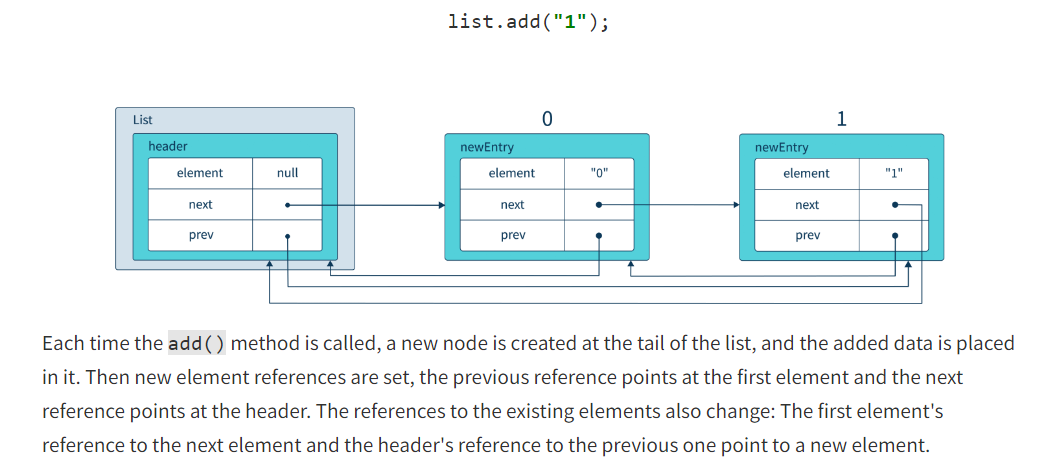 list.add("1");
0 1
List
header newEntry newEntry
element null element "0" element "1"
next next next
prev prev prev
Each time the add() method is called, a new node is created at the tail of the list, and the added data is placed
in it. Then new element references are set, the previous reference points at the first element and the next
reference points at the header. The references to the existing elements also change: The first element's
reference to the next element and the header's reference to the previous one point to a new element.